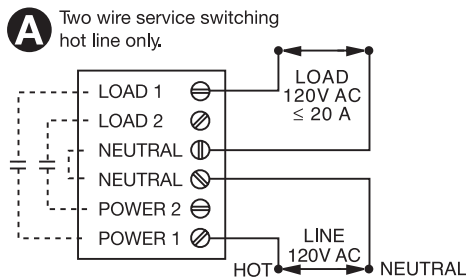 A
Two wire service switching
hot line only.
LOAD 1
LOAD 2
NEUTRAL
NEUTRAL
POWER 2
POWER 1
LOAD
120V AC
≤ 20 A
LINE
120V AC
HOT
NEUTRAL